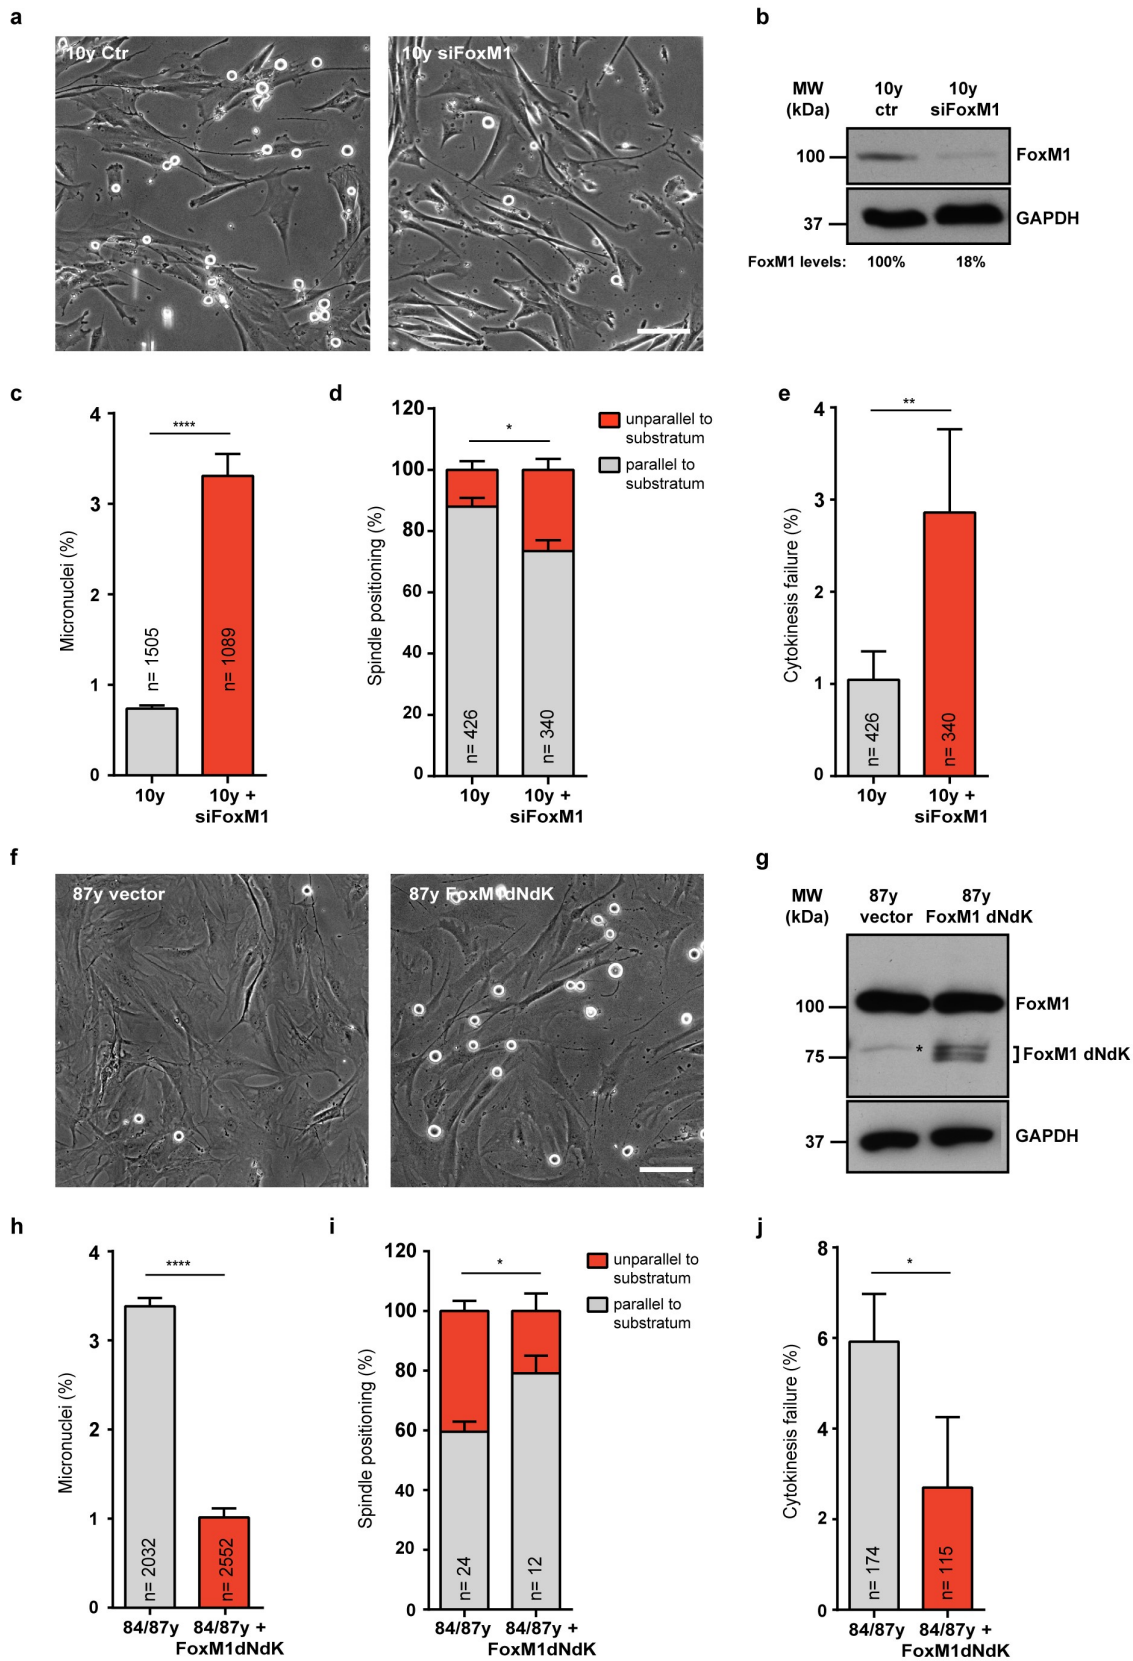 a
10y Ctr
10y siFoxM1
b
MW
(kDa)
10y
ctr
10y
siFoxM1
100
FoxM1
37
GAPDH
FoxM1 levels: 100% 18%
c
Micronuclei (%)
4
3
2
1
0
****
n= 1505
n= 1089
10y
10y +
siFoxM1
d
Spindle positioning (%)
120
100
80
60
40
20
0
*
n= 426
n= 340
10y
10y +
siFoxM1
unparallel to
substratum
parallel to
substratum
e
Cytokinesis failure (%)
4
3
2
1
0
**
n= 426
n= 340
10y
10y +
siFoxM1
f
87y vector
87y FoxM1dNdK
g
MW
(kDa)
87y
vector
87y
FoxM1 dNdK
100
FoxM1
75
*
FoxM1 dNdK
37
GAPDH
h
Micronuclei (%)
4
3
2
1
0
****
n= 2032
n= 2552
84/87y
84/87y +
FoxM1dNdK
i
Spindle positioning (%)
120
100
80
60
40
20
0
*
n= 24
n= 12
84/87y
84/87y +
FoxM1dNdK
unparallel to
substratum
parallel to
substratum
j
Cytokinesis failure (%)
8
6
4
2
0
*
n= 174
n= 115
84/87y
84/87y +
FoxM1dNdK